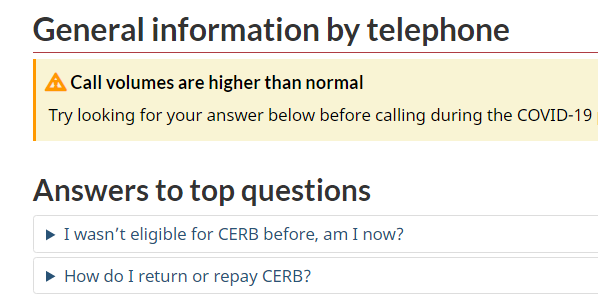 General information by telephone
Call volumes are higher than normal
Try looking for your answer below before calling during the COVID-19
Answers to top questions
I wasn’t eligible for CERB before, am I now?
How do I return or repay CERB?